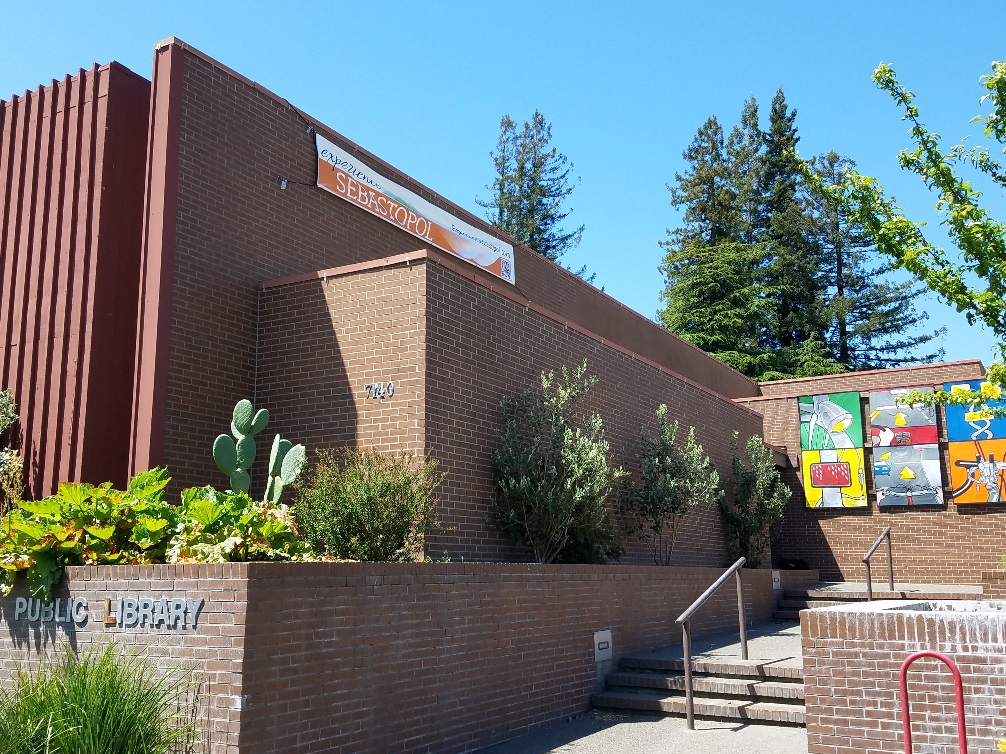 experience
SEBASTOPOL
7140
PUBLIC LIBRARY